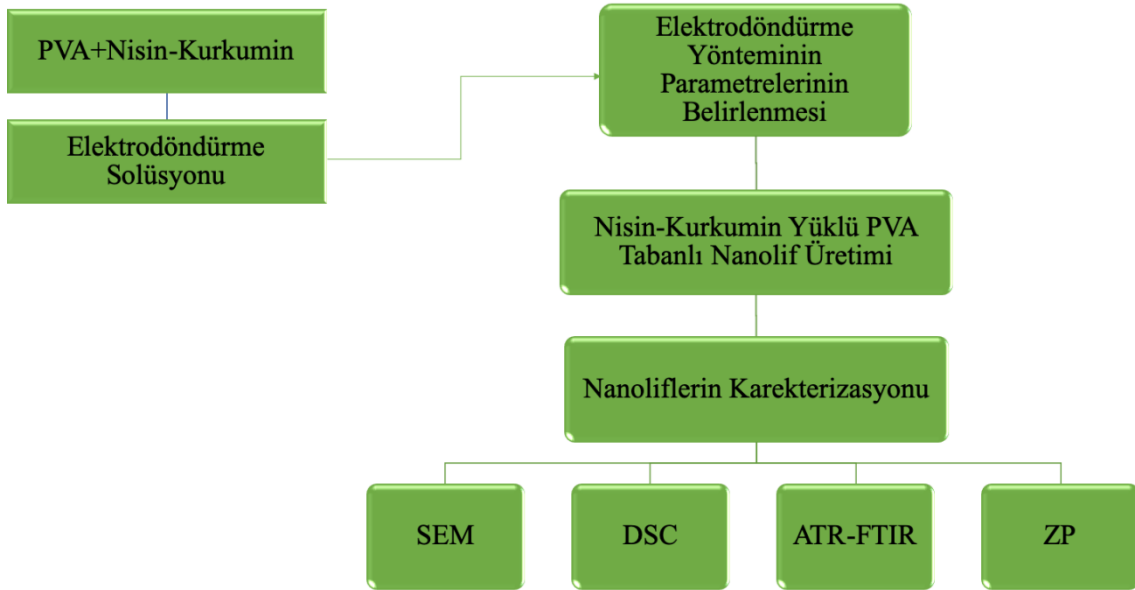 PVA+Nisin-Kurkumin
Elektrodöndürme
Solüsyonu
Elektrodöndürme
Yönteminin
Parametrelerinin
Belirlenmesi
Nisin-Kurkumin Yüklü PVA
Tabanlı Nanolif Üretimi
Nanoliflerin Karekterizasyonu
SEM
DSC
ATR-FTIR
ZP